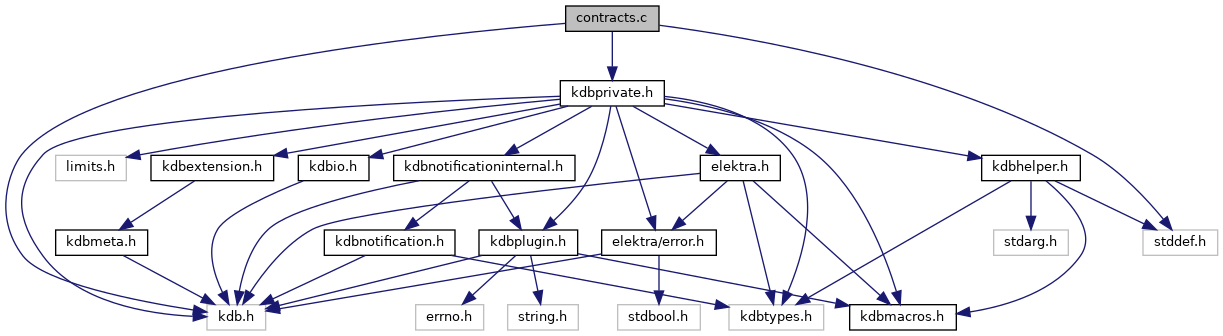 contracts.c
kdbprivate.h
limits.h
kdbextension.h
kdbio.h
kdbnotificationinternal.h
elektra.h
kdbhelper.h
kdbmeta.h
kdbnotification.h
kdbplugin.h
elektra/error.h
stdarg.h
stddef.h
kdb.h
errno.h
string.h
stdbool.h
kdbtypes.h
kdbmacros.h